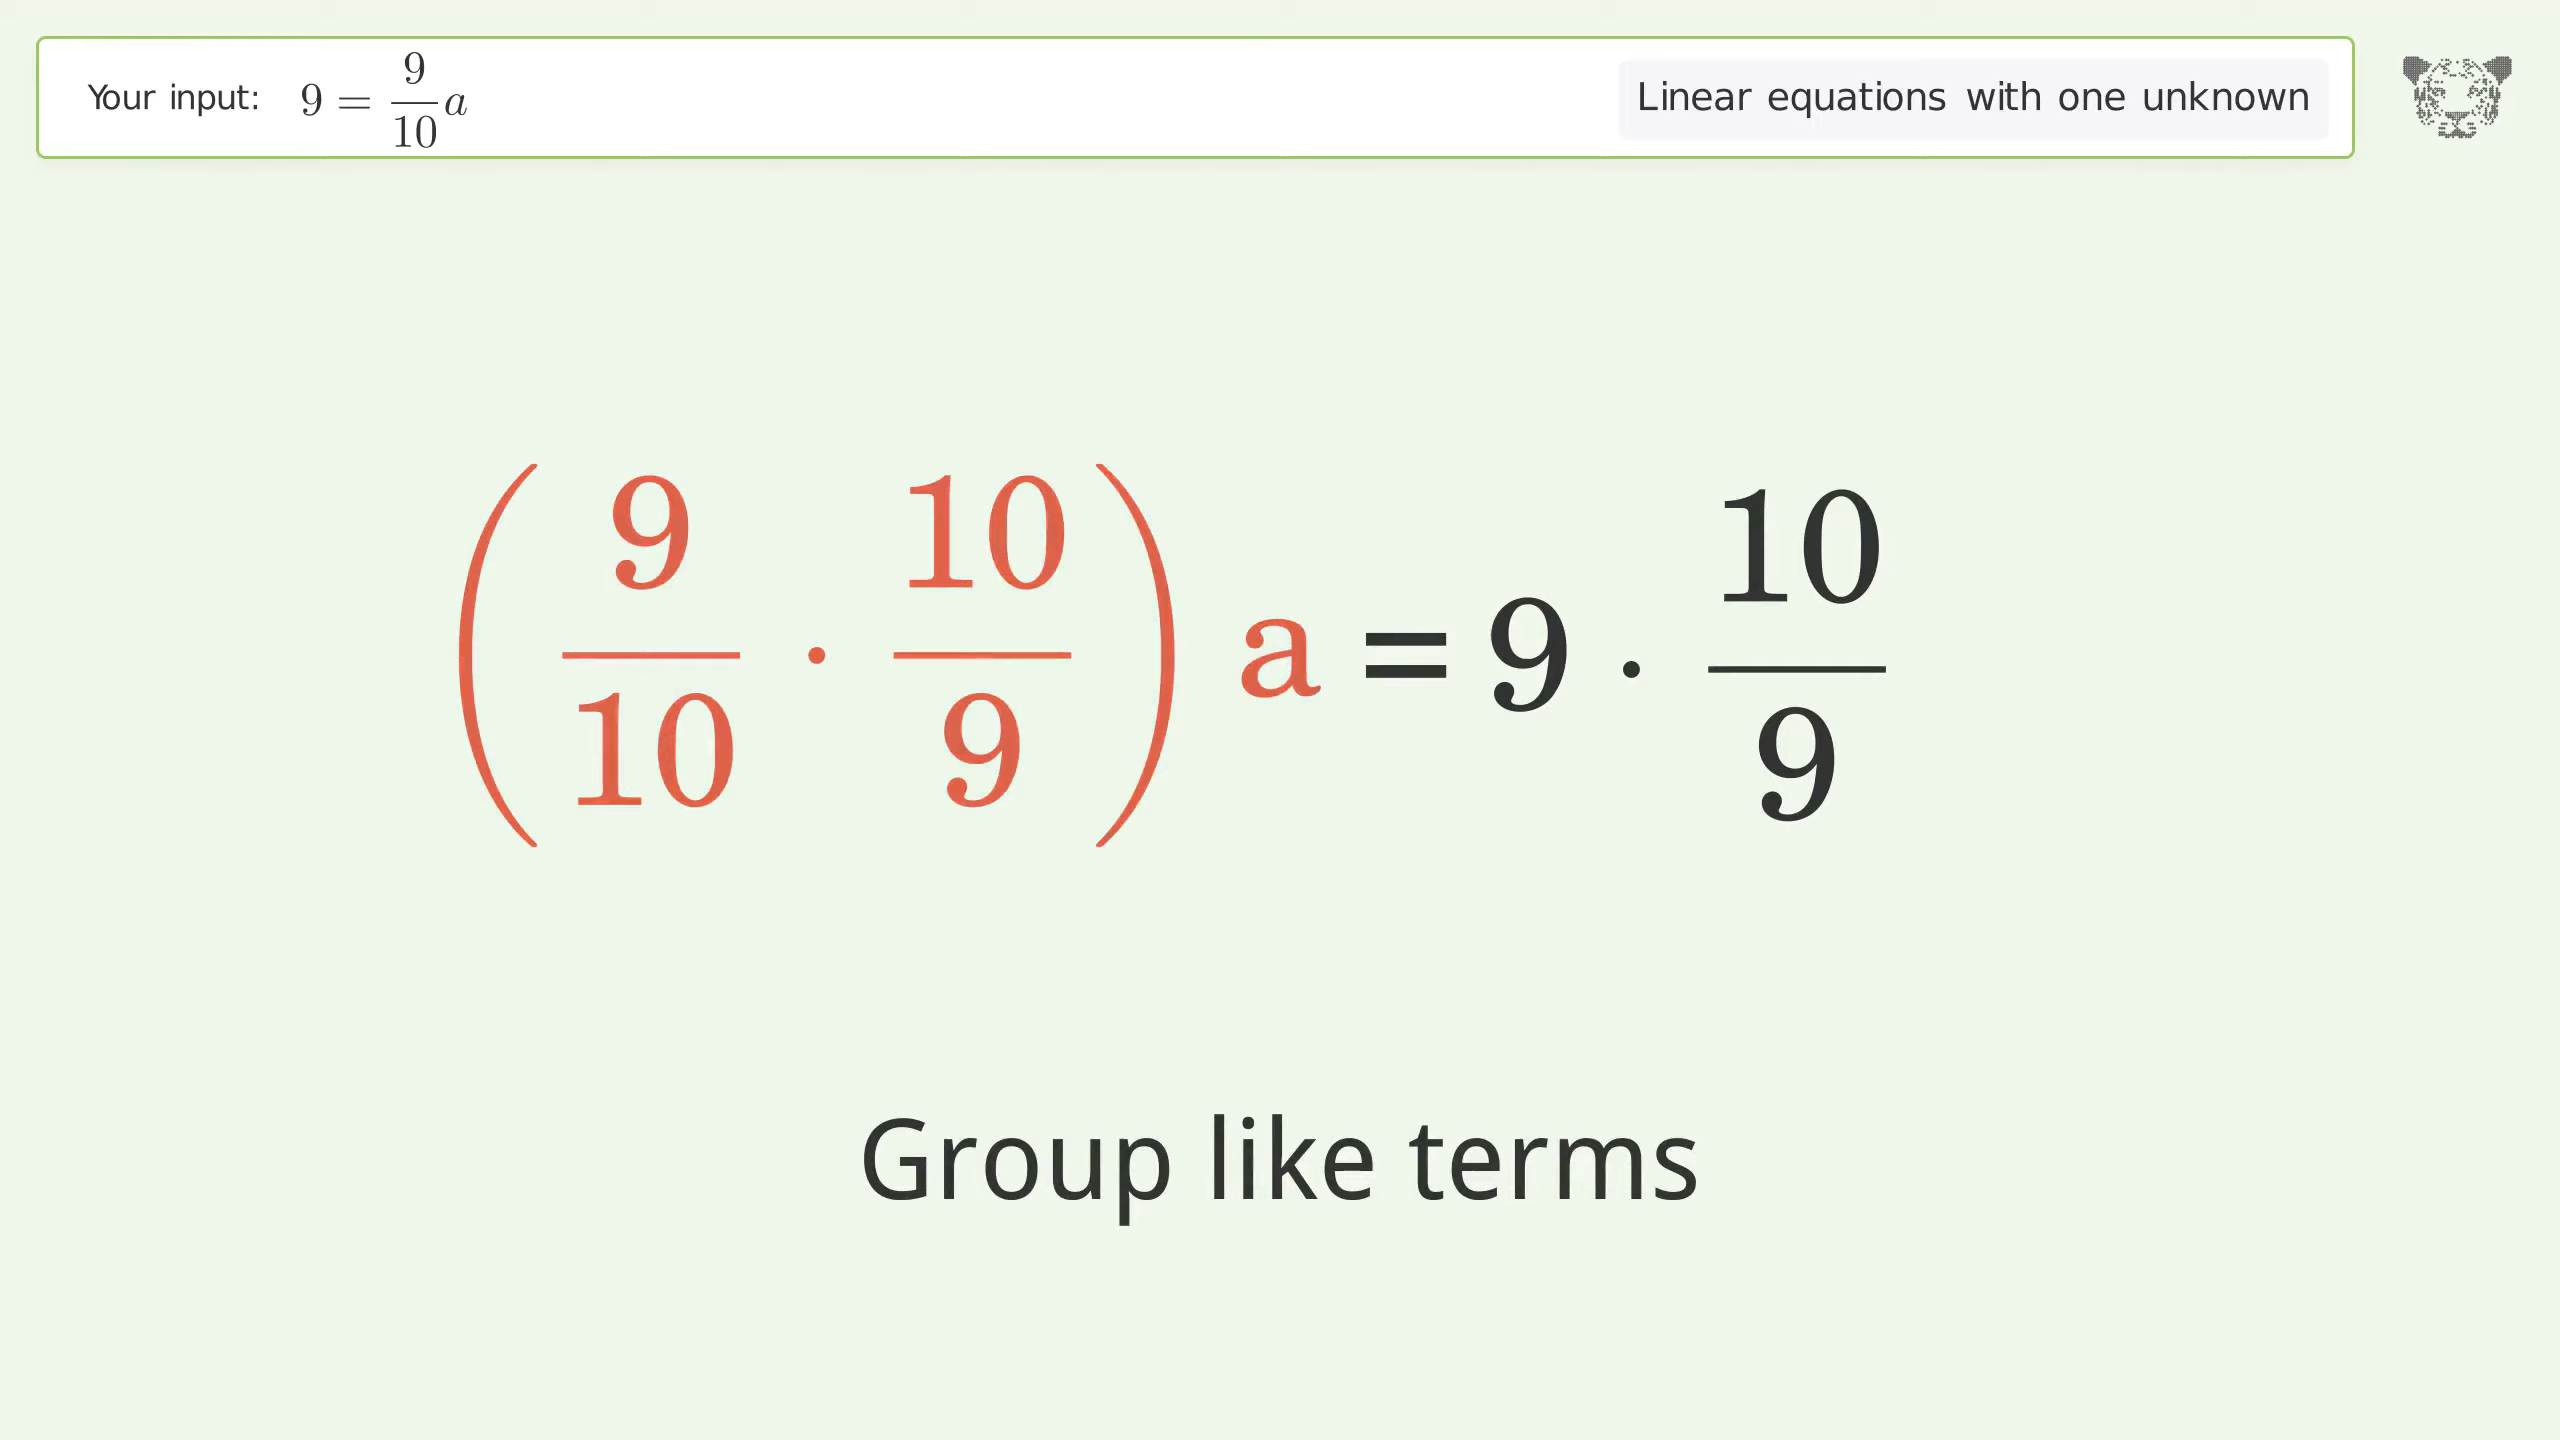 Your input: 9 = 9/10 a
Linear equations with one unknown
(9/10 · 10/9) a = 9 · 10/9
Group like terms